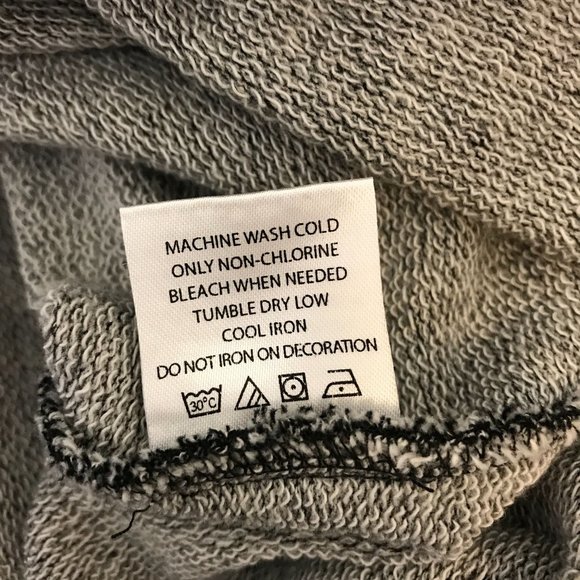 MACHINE WASH COLD
ONLY NON-CHLORINE
BLEACH WHEN NEEDED
TUMBLE DRY LOW
COOL IRON
DO NOT IRON ON DECORATION
30°C